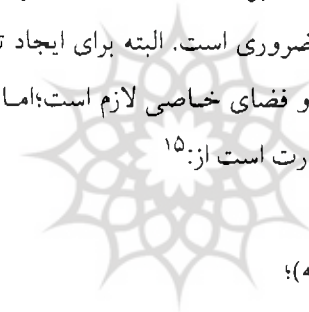 ضروری است. البته برای ایجاد ت
و فضای خاصی لازم است؛اما
رت است از:۱۵
ه)؛